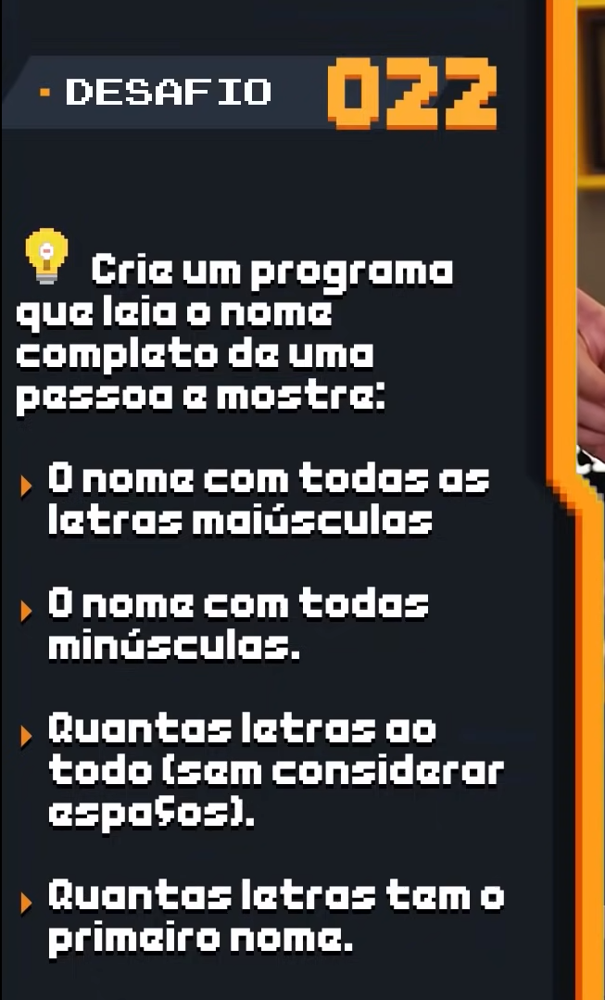 DESAFIO 022
Crie um programa
que leia o nome
completo de uma
pessoa e mostre:
O nome com todas as
letras maiúsculas
O nome com todas
minúsculas.
Quantas letras ao
todo (sem considerar
espaços).
Quantas letras tem o
primeiro nome.